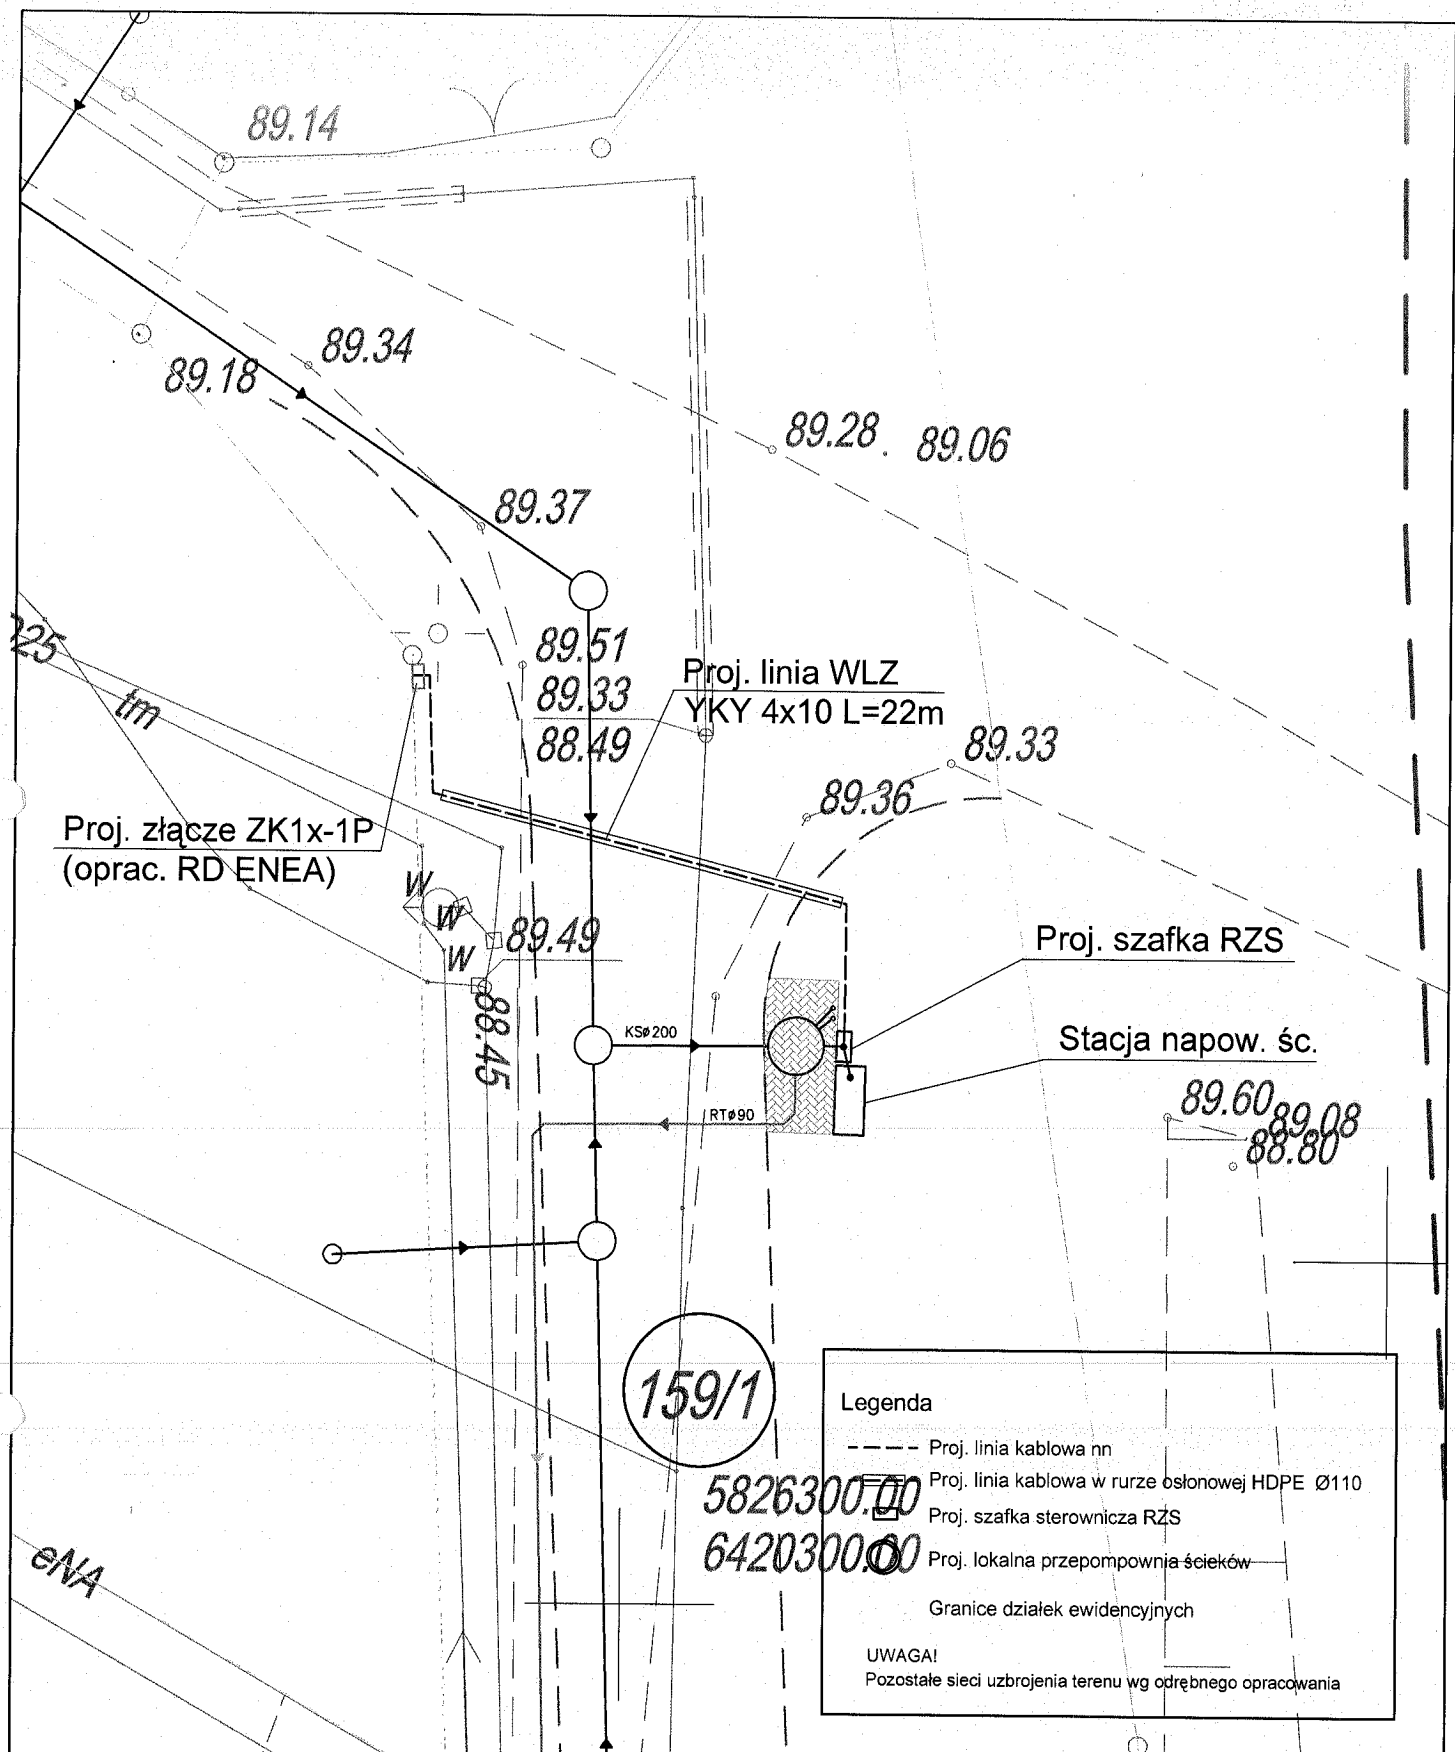 89.14
89.34
89.18
89.28
89.06
89.37
89.51
89.33
88.49
Proj. linia WLZ
YKY 4x10 L=22m
tm
89.33
89.36
Proj. złącze ZK1x-1P
(oprac. RD ENEA)
W
W
W
89.49
88.45
Proj. szafka RZS
KSø200
Stacja napow. śc.
RTø90
89.60
89.08
88.80
159/1
5826300.00
6420300.00
eNA
Legenda
Proj. linia kablowa nn
Proj. linia kablowa w rurze osłonowej HDPE Ø110
Proj. szafka sterownicza RZS
Proj. lokalna przepompownia ścieków
Granice działek ewidencyjnych
UWAGA!
Pozostałe sieci uzbrojenia terenu wg odrębnego opracowania